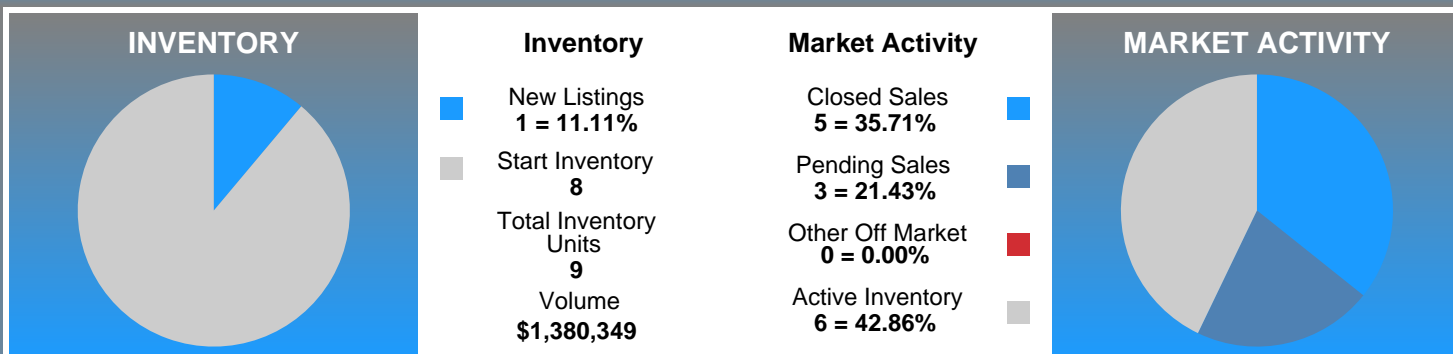 INVENTORY
Inventory
New Listings
1 = 11.11%
Start Inventory
8
Total Inventory
Units
9
Volume
$1,380,349
Market Activity
Closed Sales
5 = 35.71%
Pending Sales
3 = 21.43%
Other Off Market
0 = 0.00%
Active Inventory
6 = 42.86%
MARKET ACTIVITY